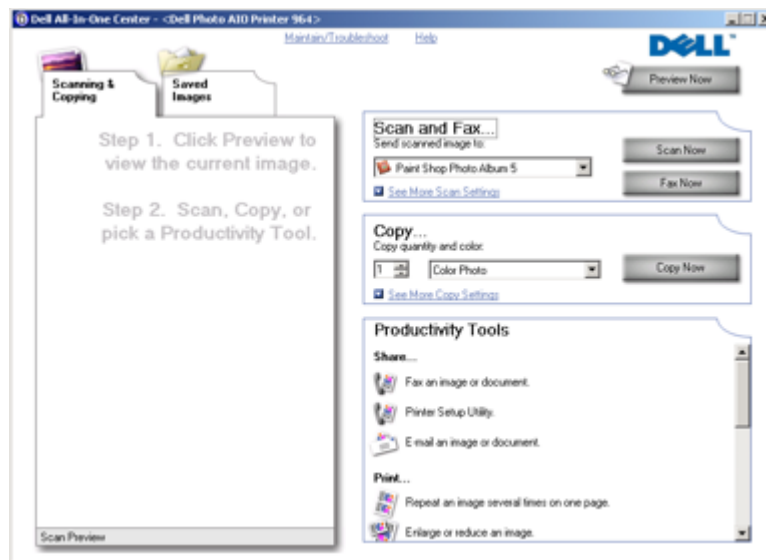 Dell All-In-One Center - <Dell Photo AIO Printer 964>
Maintain/Troubleshoot Help
DELL™
Scanning &
Copying
Saved
Images
Preview Now
Step 1. Click Preview to
view the current image.
Step 2. Scan, Copy, or
pick a Productivity Tool.
Scan Preview
Scan and Fax...
Send scanned image to:
Paint Shop Photo Album 5
See More Scan Settings
Scan Now
Fax Now
Copy...
Copy quantity and color:
1 Color Photo
Copy Now
See More Copy Settings
Productivity Tools
Share...
Fax an image or document.
Printer Setup Utility.
E-mail an image or document.
Print...
Repeat an image several times on one page.
Enlarge or reduce an image.